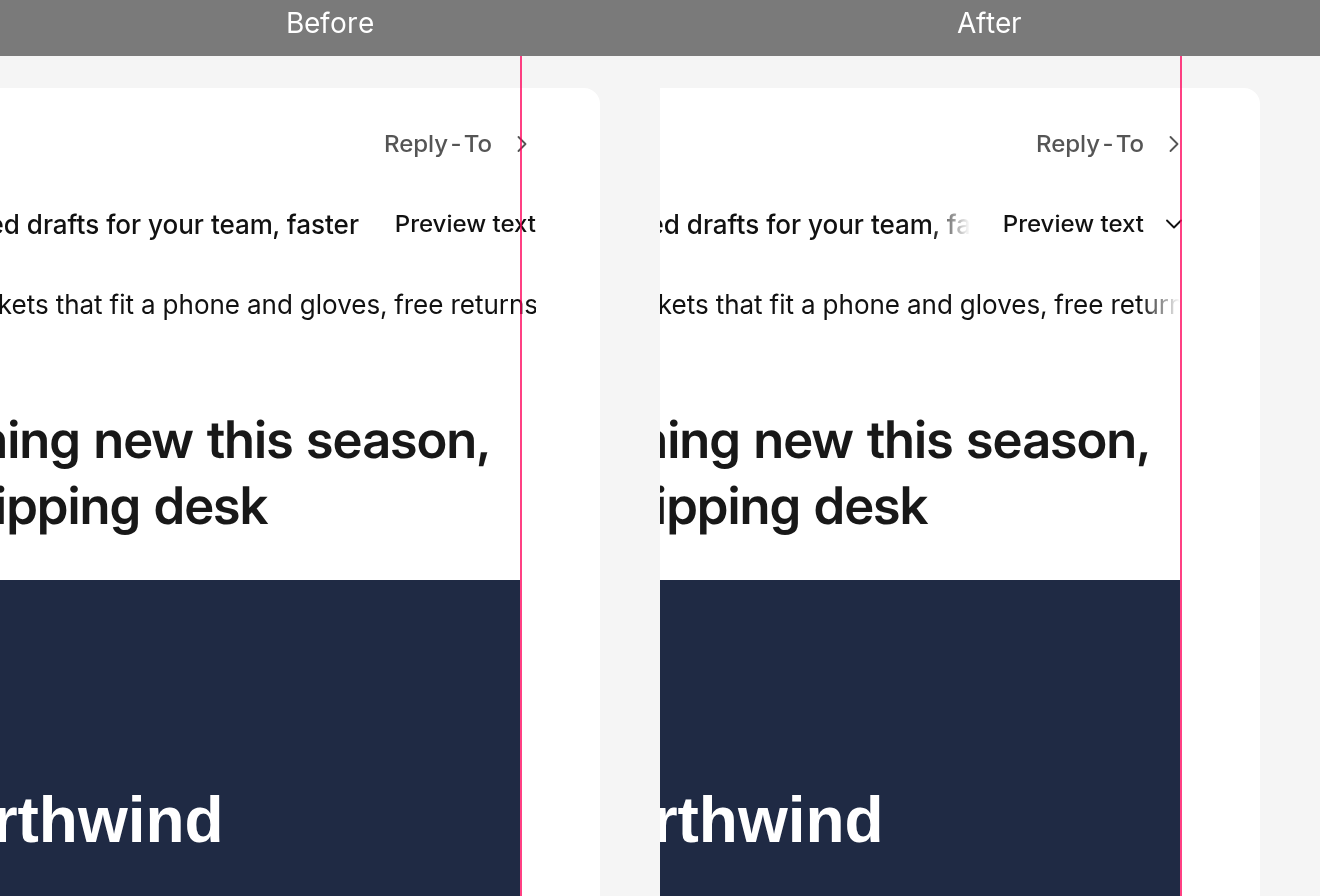 Before
Reply-To
ed drafts for your team, faster Preview text
kets that fit a phone and gloves, free returns
ning new this season,
ipping desk
rthwind
After
Reply-To
ed drafts for your team, fa Preview text
kets that fit a phone and gloves, free return
ning new this season,
ipping desk
rthwind